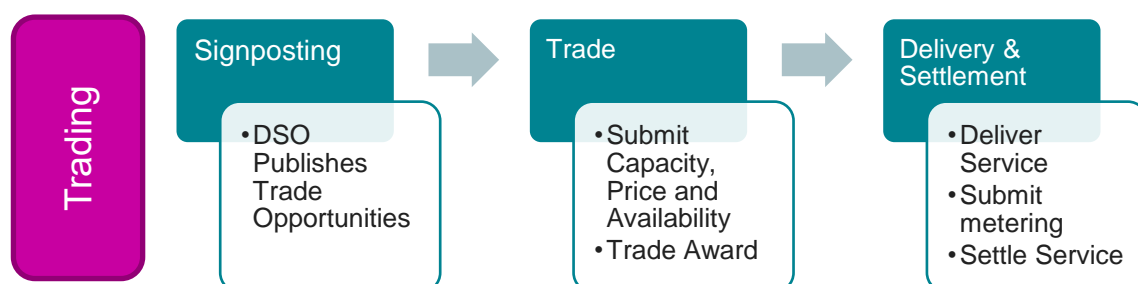 Trading
Signposting
•DSO
Publishes
Trade
Opportunities
Trade
•Submit
Capacity,
Price and
Availability
•Trade Award
Delivery &
Settlement
•Deliver
Service
•Submit
metering
•Settle Service